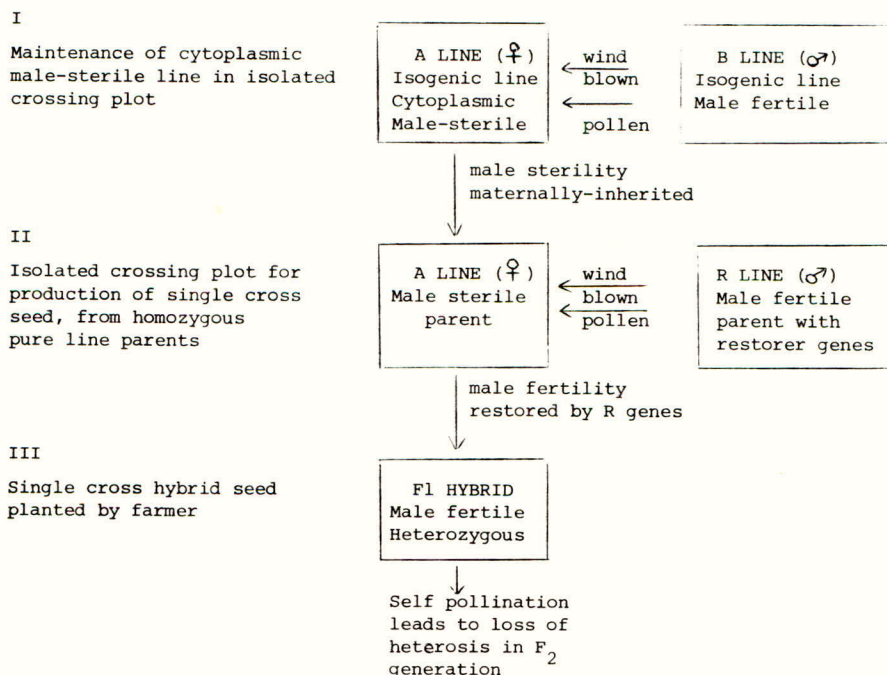 I
Maintenance of cytoplasmic
male-sterile line in isolated
crossing plot
A LINE (♀)
Isogenic line
Cytoplasmic
Male-sterile
wind
blown
pollen
B LINE (♂)
Isogenic line
Male fertile
male sterility
maternally-inherited
II
Isolated crossing plot for
production of single cross
seed, from homozygous
pure line parents
A LINE (♀)
Male sterile
parent
wind
blown
pollen
R LINE (♂)
Male fertile
parent with
restorer genes
male fertility
restored by R genes
III
Single cross hybrid seed
planted by farmer
Fl HYBRID
Male fertile
Heterozygous
Self pollination
leads to loss of
heterosis in F2
generation